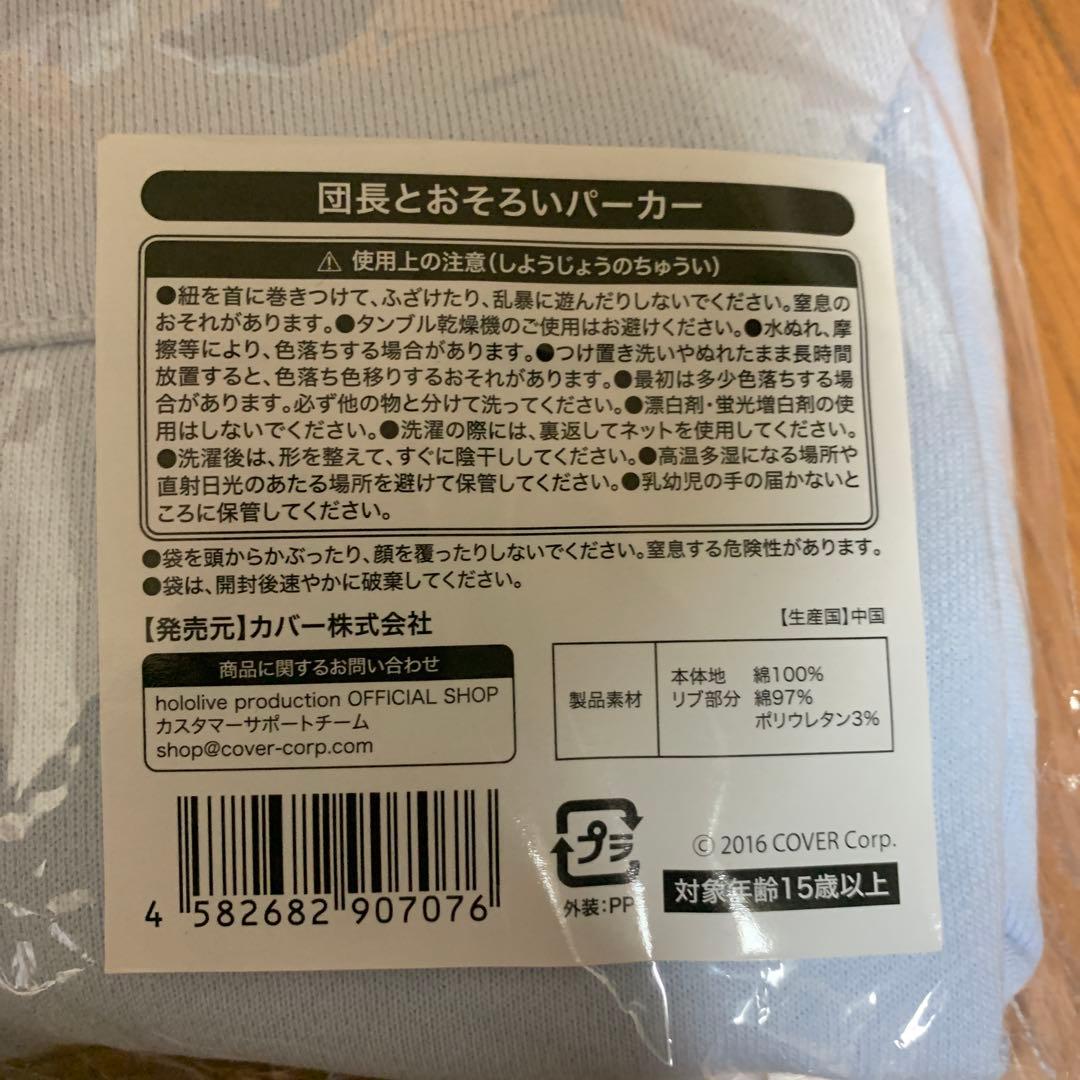 団長とおそろいパーカー
⚠ 使用上の注意(しようじょうのちゅうい)
●紐を首に巻きつけて、ふざけたり、乱暴に遊んだりしないでください。窒息の
おそれがあります。●タンブル乾燥機のご使用はお避けください。●水ぬれ、摩
擦等により、色落ちする場合があります。●つけ置き洗いやぬれたまま長時間
放置すると、色落ち色移りするおそれがあります。●最初は多少色落ちする場
合があります。必ず他の物と分けて洗ってください。●漂白剤・蛍光増白剤の使
用はしないでください。●洗濯の際には、裏返してネットを使用してください。
●洗濯後は、形を整えて、すぐに陰干ししてください。●高温多湿になる場所や
直射日光のあたる場所を避けて保管してください。●乳幼児の手の届かないと
ころに保管してください。
●袋を頭からかぶったり、顔を覆ったりしないでください。窒息する危険性があります。
●袋は、開封後速やかに破棄してください。
【発売元】カバー株式会社
【生産国】中国
商品に関するお問い合わせ
hololive production OFFICIAL SHOP
カスタマーサポートチーム
shop@cover-corp.com
製品素材
本体地 綿100%
リブ部分 綿97%
ポリウレタン3%
4 582682 907076
プラ
外装:PP
© 2016 COVER Corp.
対象年齢15歳以上